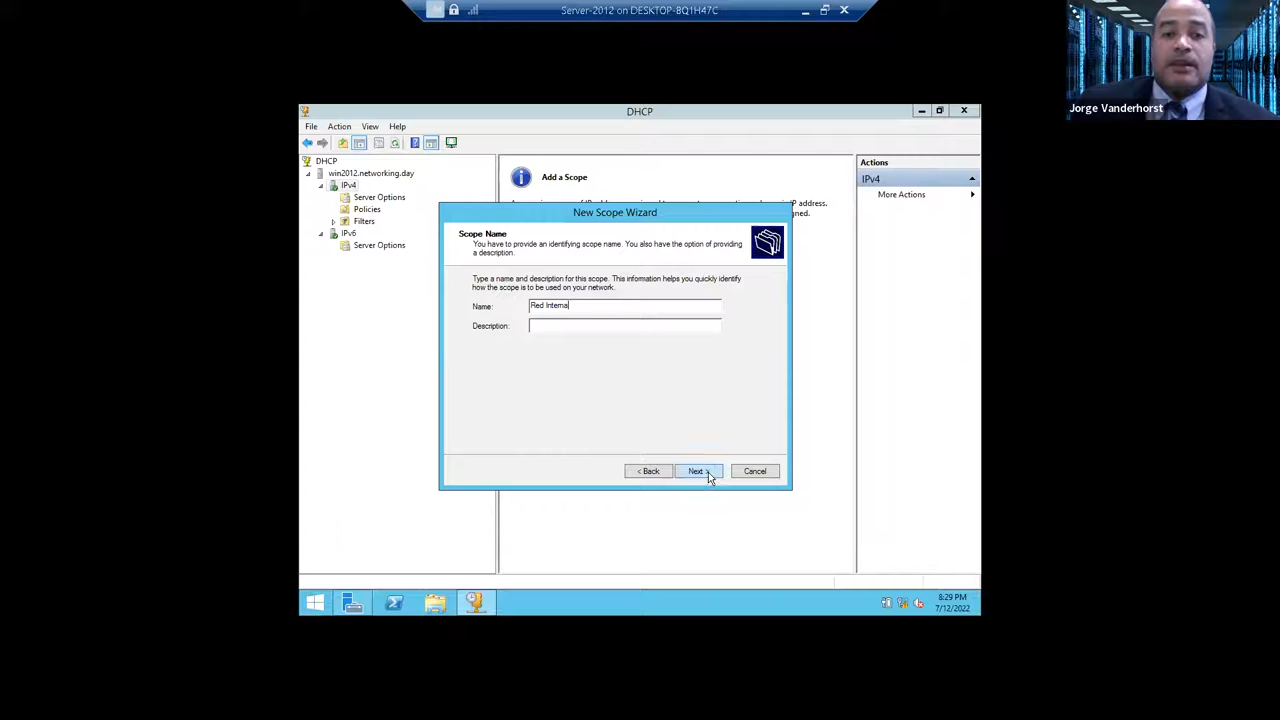 Server-2012 on DESKTOP-8Q1H47C
Jorge Vanderhorst
DHCP
File Action View Help
DHCP
win2012.networking.day
IPv4
Server Options
Policies
Filters
IPv6
Server Options
Add a Scope
IP address.
signed.
New Scope Wizard
Scope Name
You have to provide an identifying scope name. You also have the option of providing
a description.
Type a name and description for this scope. This information helps you quickly identify
how the scope is to be used on your network.
Name: Red Interna
Description:
< Back Next > Cancel
Actions
IPv4
More Actions
8:29 PM
7/12/2022